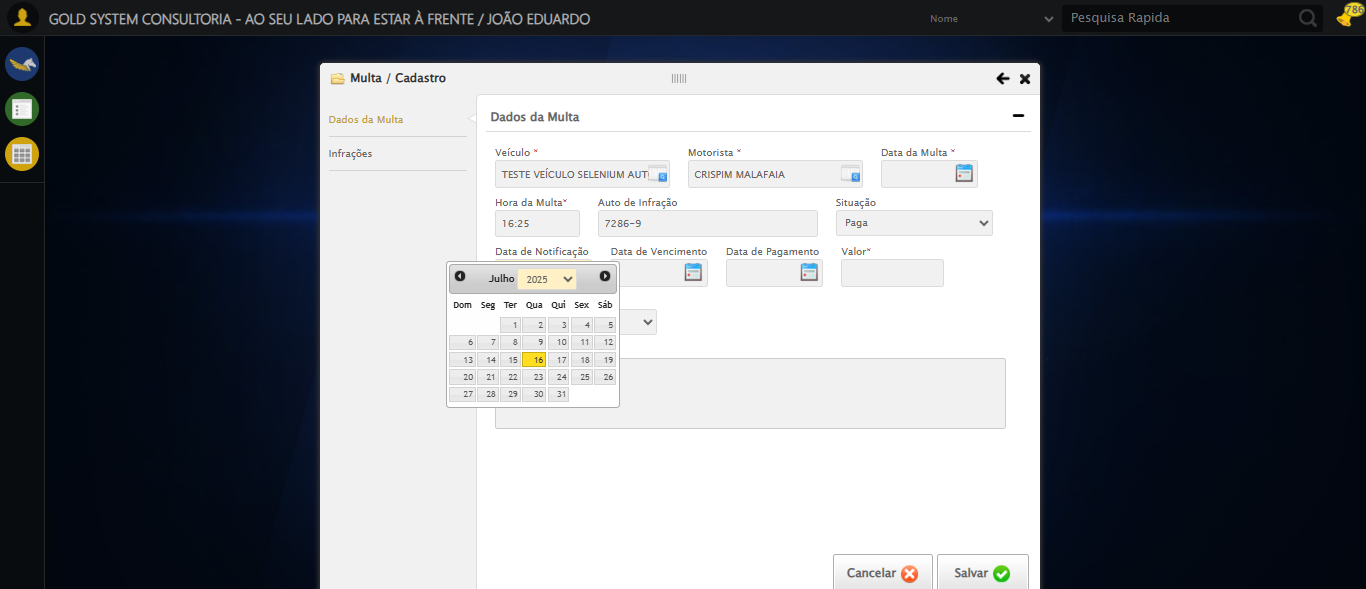 GOLD SYSTEM CONSULTORIA - AO SEU LADO PARA ESTAR À FRENTE / JOÃO EDUARDO
Nome
Pesquisa Rapida
786
Multa / Cadastro
Dados da Multa
Infrações
Dados da Multa
Veículo * Motorista * Data da Multa *
TESTE VEÍCULO SELENIUM AUT CRISPIM MALAFAIA
Hora da Multa* Auto de Infração Situação
16:25 7286-9 Paga
Data de Notificação Data de Vencimento Data de Pagamento Valor*
Julho 2025
Dom Seg Ter Qua Qui Sex Sáb
1 2 3 4 5
6 7 8 9 10 11 12
13 14 15 16 17 18 19
20 21 22 23 24 25 26
27 28 29 30 31
Cancelar Salvar